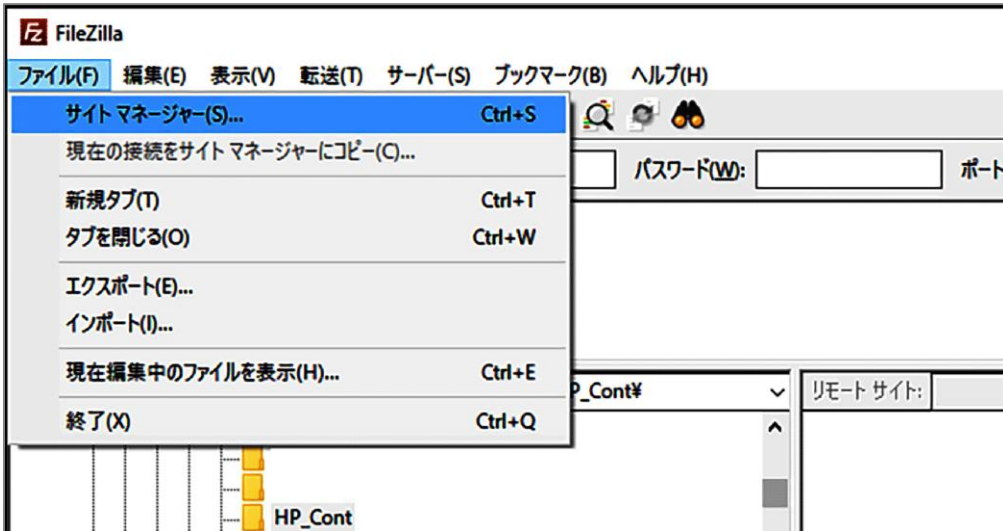 FileZilla
ファイル(F) 編集(E) 表示(V) 転送(T) サーバー(S) ブックマーク(B) ヘルプ(H)
サイト マネージャー(S)... Ctrl+S
現在の接続をサイト マネージャーにコピー(C)...
パスワード(W): ポート
新規タブ(T) Ctrl+T
タブを閉じる(O) Ctrl+W
エクスポート(E)...
インポート(I)...
現在編集中のファイルを表示(H)... Ctrl+E
P_Cont¥ リモート サイト:
終了(X) Ctrl+Q
HP_Cont